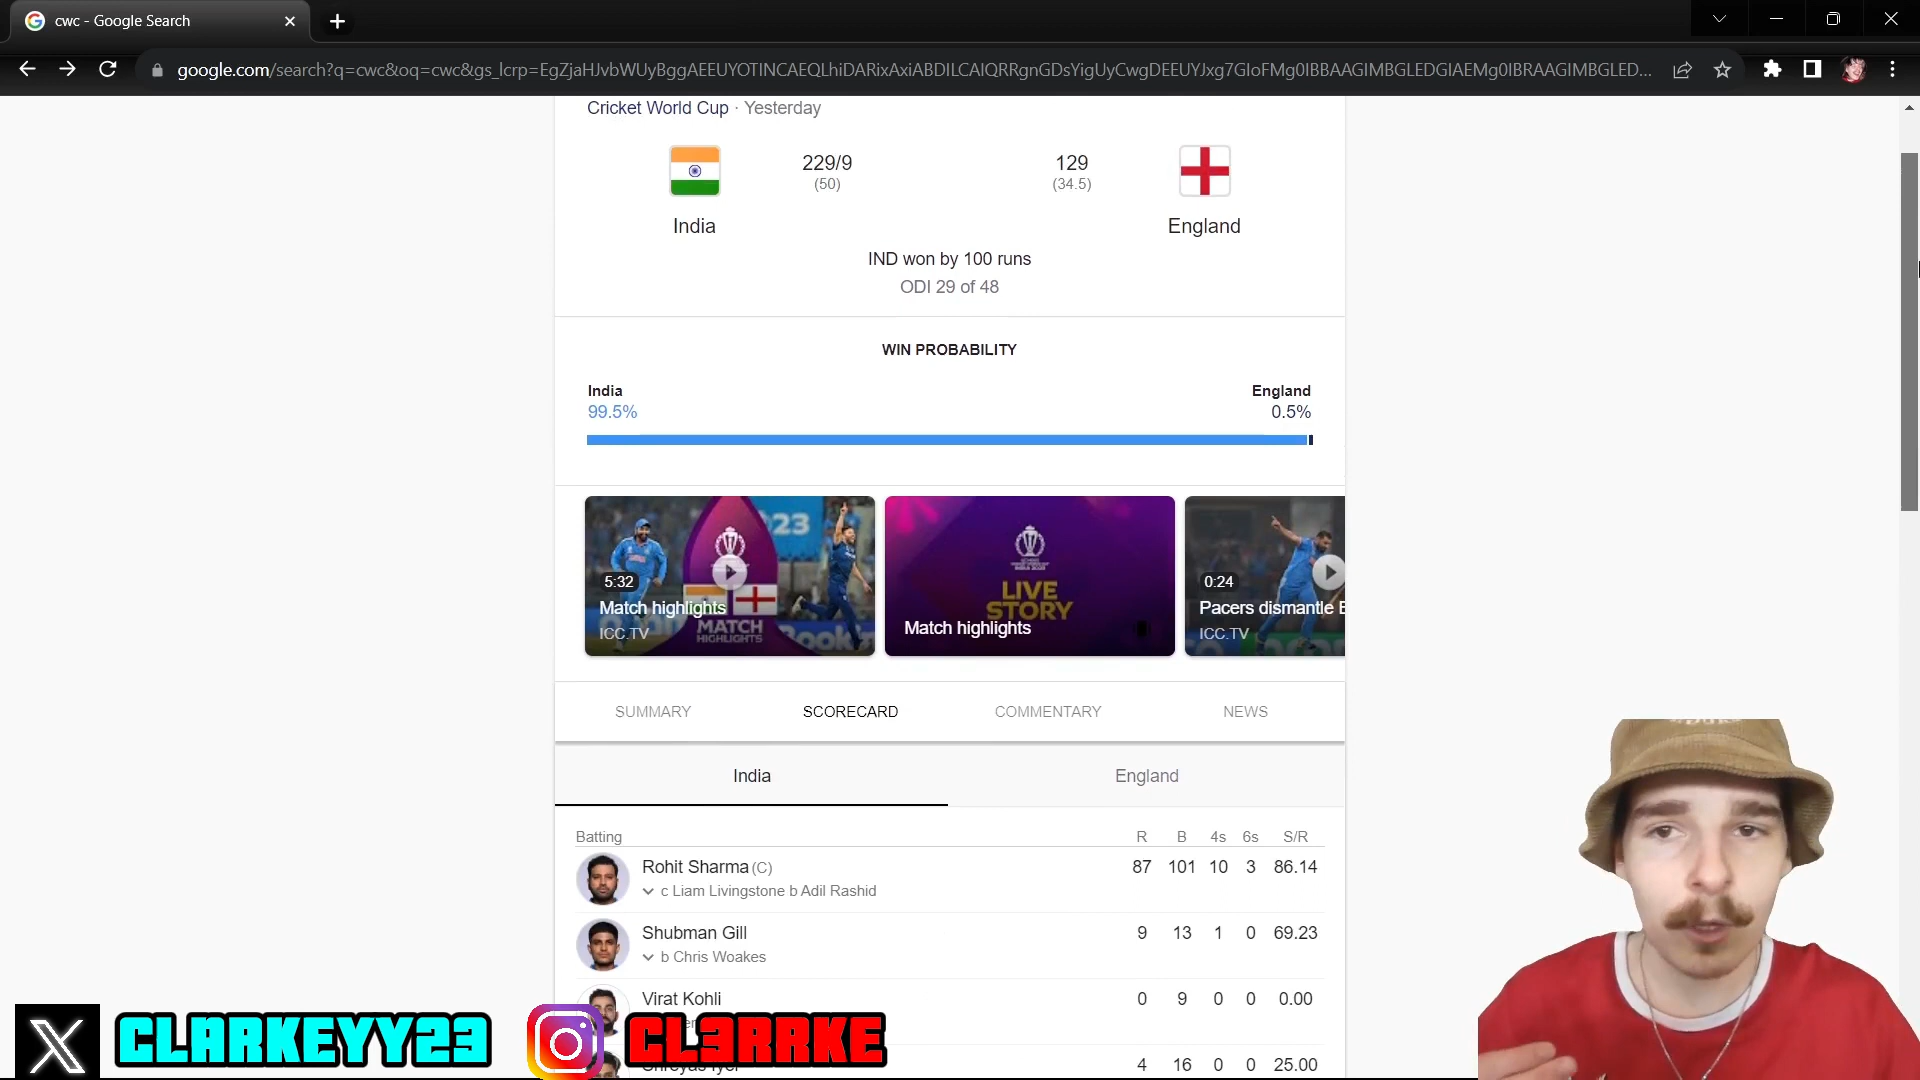 cwc - Google Search
google.com/search?q=cwc&oq=cwc&gs_lcrp=EgZjaHJvbWUyBggAEEUYOTINCAEQLhiDARixAxiABDILCAIQRRgnGDsYigUyCwgDEEUYJxg7GIoFMg0IBBAAGIMBGLEDGIAEMg0IBRAAGIMBGLED...
Cricket World Cup · Yesterday
229/9
129
(50)
(34.5)
India
England
IND won by 100 runs
ODI 29 of 48
WIN PROBABILITY
India
England
99.5%
0.5%
23
5:32
Match highlights
ICC.TV
MATCH
HIGHLIGHTS
LIVE
STORY
Match highlights
0:24
Pacers dismantle E
ICC.TV
SUMMARY
SCORECARD
COMMENTARY
NEWS
India
England
Batting R B 4s 6s S/R
Rohit Sharma (C) 87 101 10 3 86.14
c Liam Livingstone b Adil Rashid
Shubman Gill 9 13 1 0 69.23
b Chris Woakes
Virat Kohli 0 9 0 0 0.00
Shreyas Iyer 4 16 0 0 25.00
X CLARKEYY23
CL3RRKE